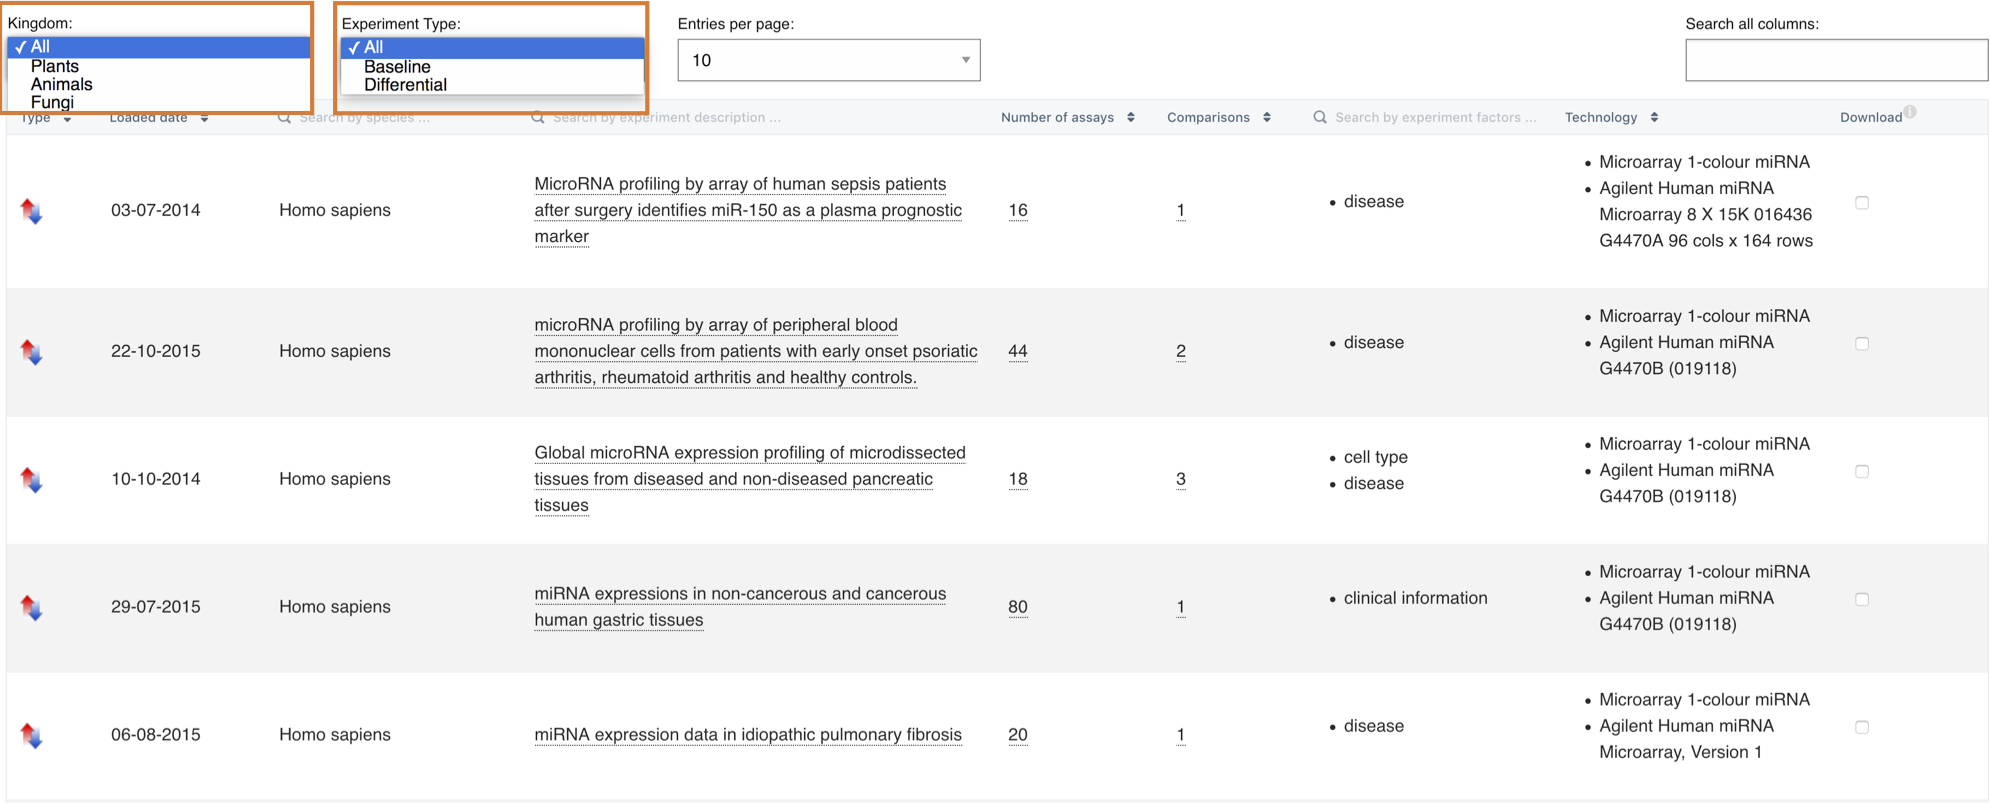 Kingdom:
✓ All
Plants
Animals
Fungi
Experiment Type:
✓ All
Baseline
Differential
Entries per page:
10
Search all columns:
Type
Loaded date
Search by species ...
Search by experiment description ...
Number of assays
Comparisons
Search by experiment factors ...
Technology
Download
03-07-2014
Homo sapiens
MicroRNA profiling by array of human sepsis patients
after surgery identifies miR-150 as a plasma prognostic
marker
16
1
• disease
• Microarray 1-colour miRNA
• Agilent Human miRNA
Microarray 8 X 15K 016436
G4470A 96 cols x 164 rows
22-10-2015
Homo sapiens
microRNA profiling by array of peripheral blood
mononuclear cells from patients with early onset psoriatic
arthritis, rheumatoid arthritis and healthy controls.
44
2
• disease
• Microarray 1-colour miRNA
• Agilent Human miRNA
G4470B (019118)
10-10-2014
Homo sapiens
Global microRNA expression profiling of microdissected
tissues from diseased and non-diseased pancreatic
tissues
18
3
• cell type
• disease
• Microarray 1-colour miRNA
• Agilent Human miRNA
G4470B (019118)
29-07-2015
Homo sapiens
miRNA expressions in non-cancerous and cancerous
human gastric tissues
80
1
• clinical information
• Microarray 1-colour miRNA
• Agilent Human miRNA
G4470B (019118)
06-08-2015
Homo sapiens
miRNA expression data in idiopathic pulmonary fibrosis
20
1
• disease
• Microarray 1-colour miRNA
• Agilent Human miRNA
Microarray, Version 1